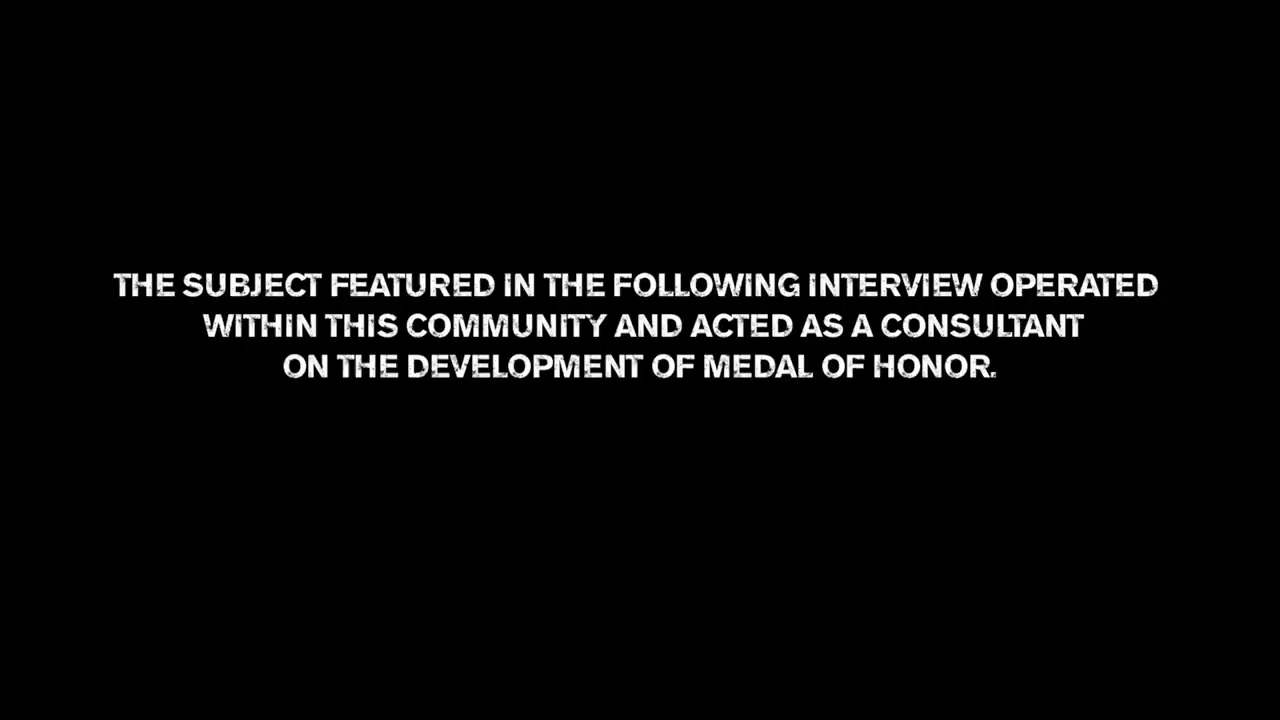 THE SUBJECT FEATURED IN THE FOLLOWING INTERVIEW OPERATED
WITHIN THIS COMMUNITY AND ACTED AS A CONSULTANT
ON THE DEVELOPMENT OF MEDAL OF HONOR.